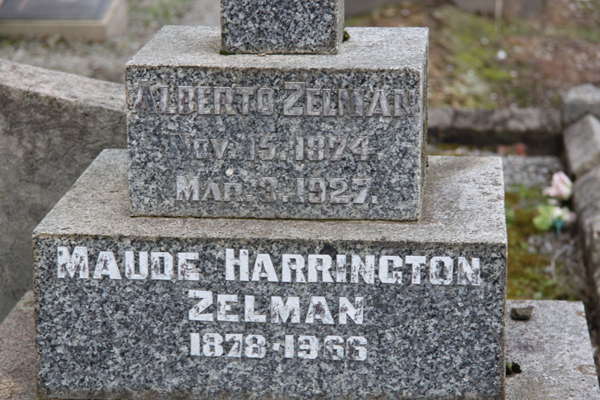 ALBERTO ZELMAN
NOV. 15. 1874.
MAR. 3. 1927.
MAUDE HARRINGTON
ZELMAN
1878-1966